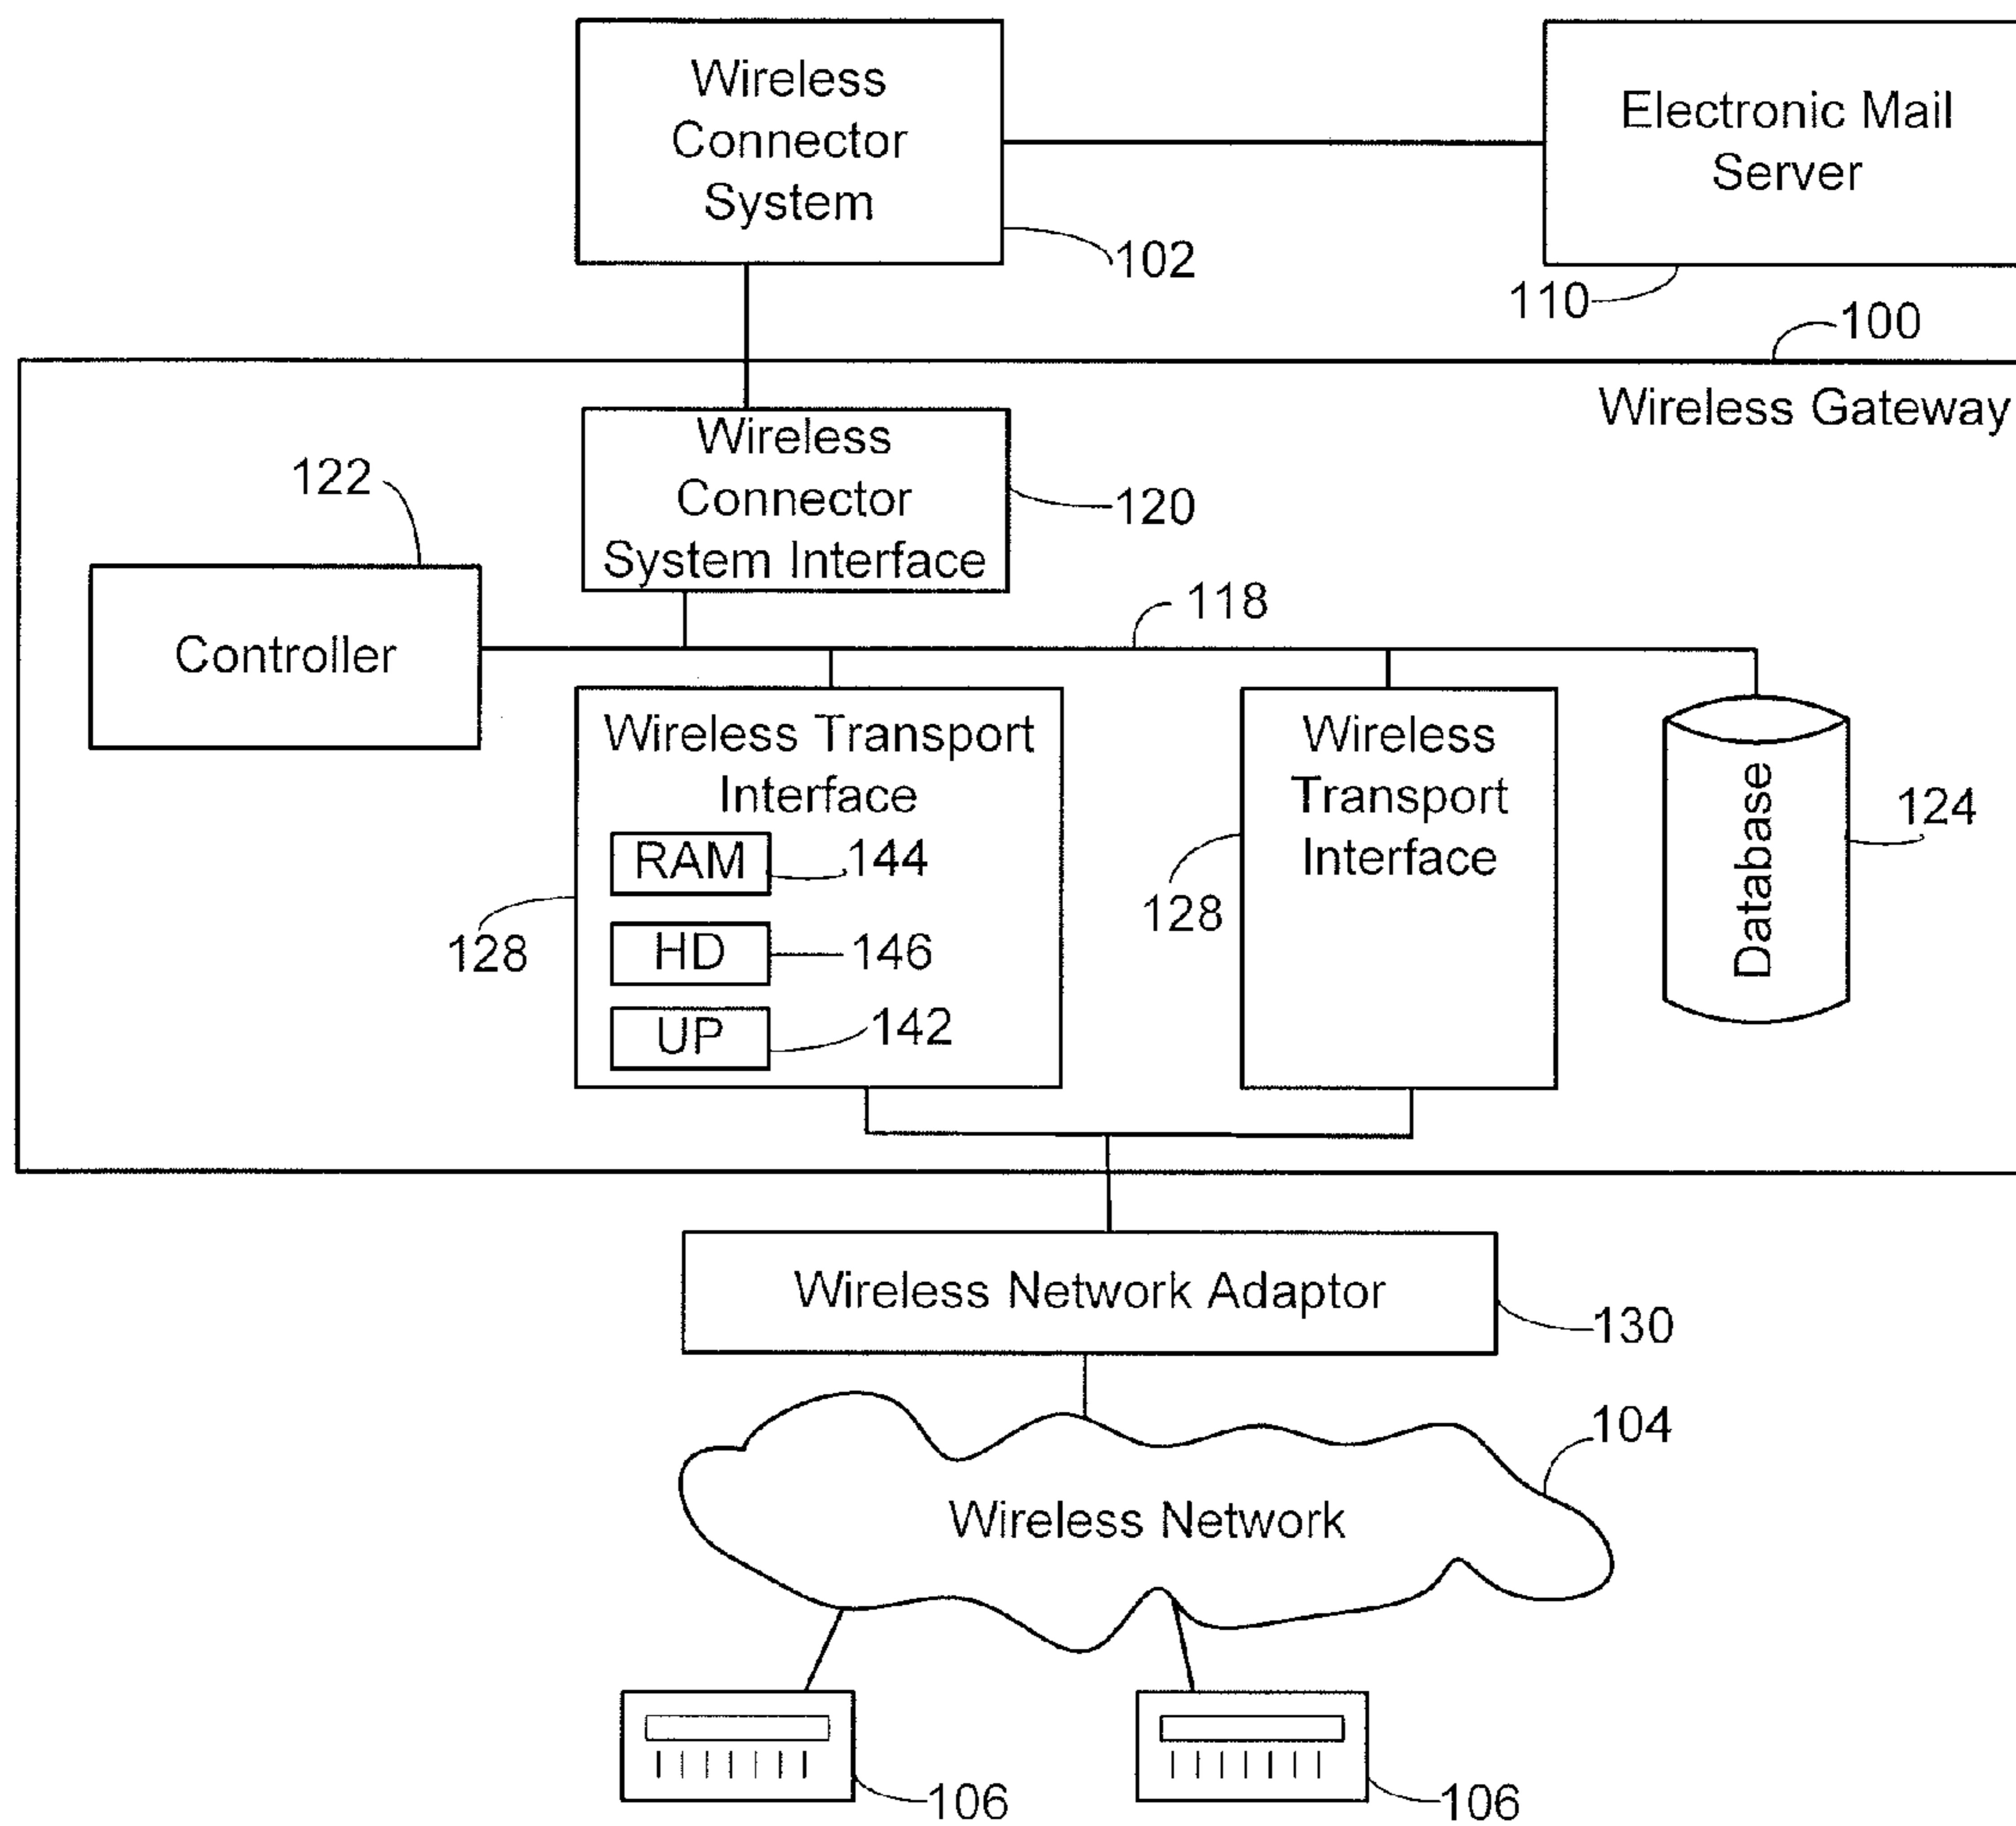 Wireless
Connector
System
102
Electronic Mail
Server
110
100
Wireless Gateway
Wireless
Connector
System Interface
120
122
Controller
118
Wireless Transport
Interface
RAM
144
HD
146
UP
142
128
Wireless
Transport
Interface
128
Database
124
Wireless Network Adaptor
130
104
Wireless Network
106
106